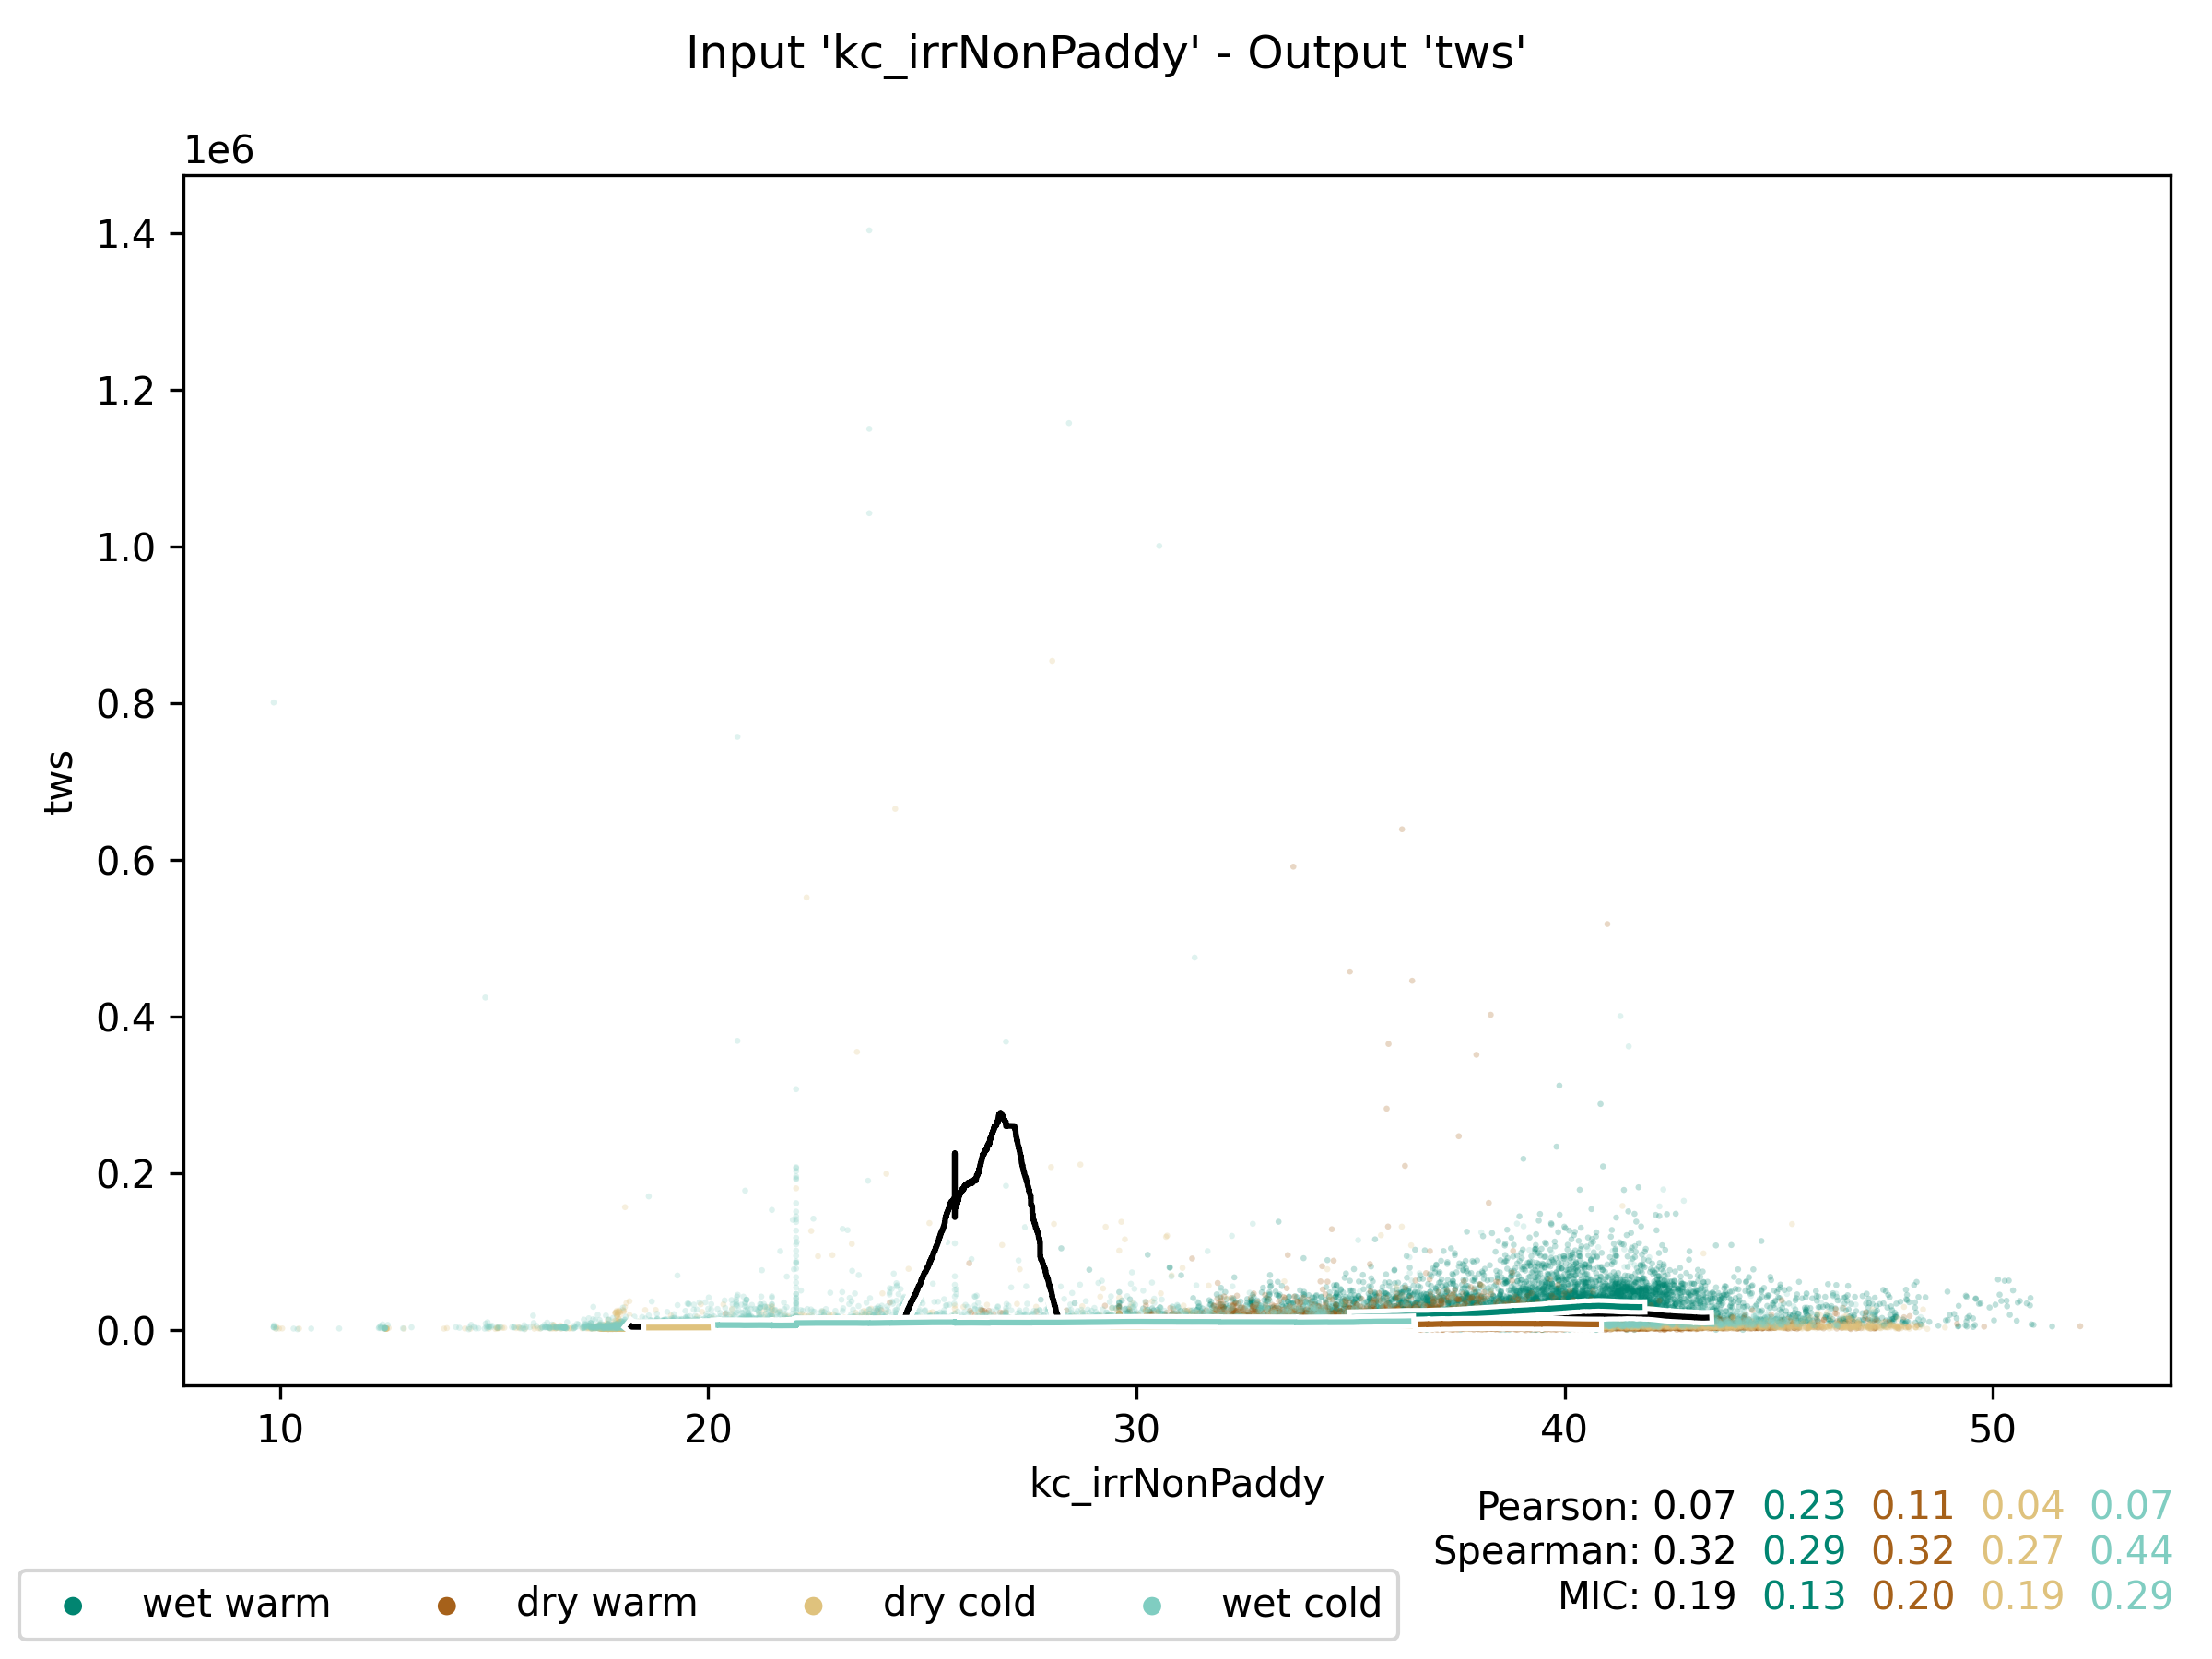 Input 'kc_irrNonPaddy' - Output 'tws'
1e6
1.4
1.2
1.0
0.8
0.6
0.4
0.2
0.0
tws
10 20 30 40 50
kc_irrNonPaddy
Pearson: 0.07 0.23 0.11 0.04 0.07
Spearman: 0.32 0.29 0.32 0.27 0.44
MIC: 0.19 0.13 0.20 0.19 0.29
wet warm dry warm dry cold wet cold